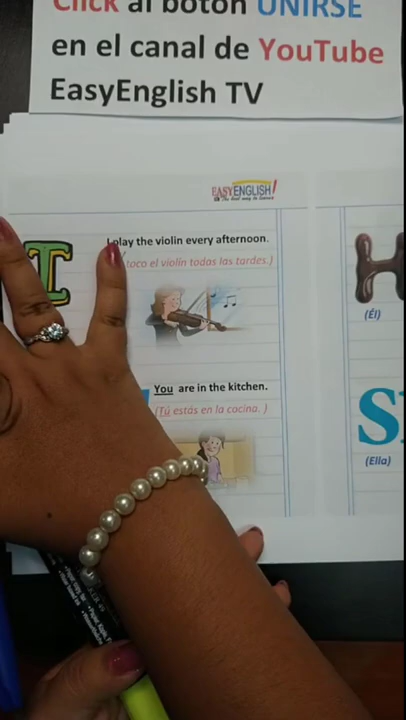 Click al botón UNIRSE
en el canal de YouTube
EasyEnglish TV
EASYENGLISH!
I play the violin every afternoon.
toco el violín todas las tardes.)
You are in the kitchen.
(Tú estás en la cocina. )
H
(Él)
S
(Ella)